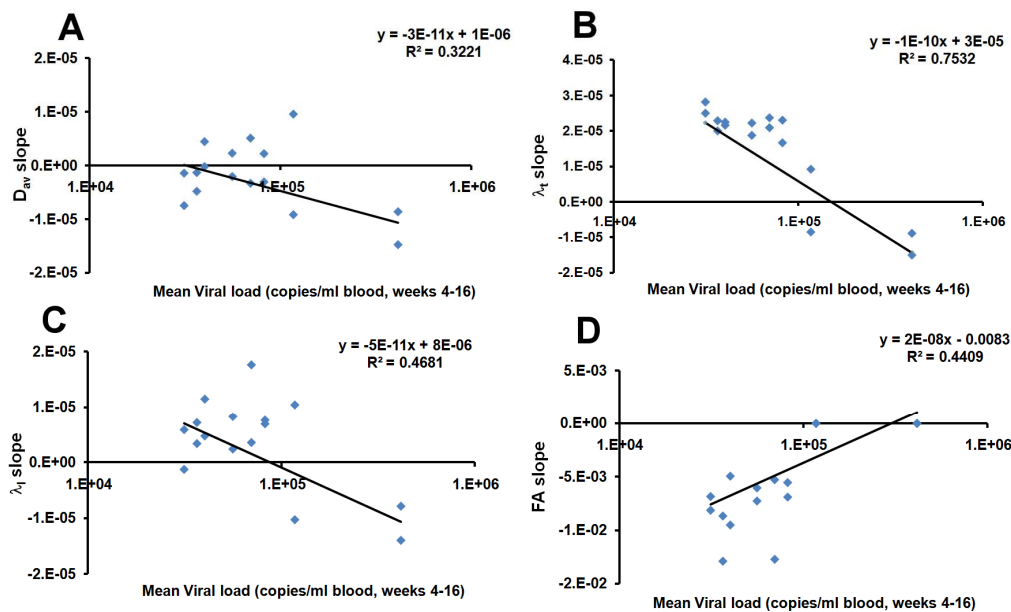 A
y = -3E-11x + 1E-06
R² = 0.3221
2.E-05
1.E-05
0.E+00
-1.E-05
-2.E-05
1.E+04
1.E+05
1.E+06
Dav slope
Mean Viral load (copies/ml blood, weeks 4-16)
B
y = -1E-10x + 3E-05
R² = 0.7532
4.E-05
3.E-05
2.E-05
1.E-05
0.E+00
-1.E-05
-2.E-05
1.E+04
1.E+05
1.E+06
λt slope
Mean Viral load (copies/ml blood, weeks 4-16)
C
y = -5E-11x + 8E-06
R² = 0.4681
2.E-05
1.E-05
0.E+00
-1.E-05
-2.E-05
1.E+04
1.E+05
1.E+06
λl slope
Mean Viral load (copies/ml blood, weeks 4-16)
D
y = 2E-08x - 0.0083
R² = 0.4409
5.E-03
0.E+00
-5.E-03
-1.E-02
-2.E-02
1.E+04
1.E+05
1.E+06
FA slope
Mean Viral load (copies/ml blood, weeks 4-16)